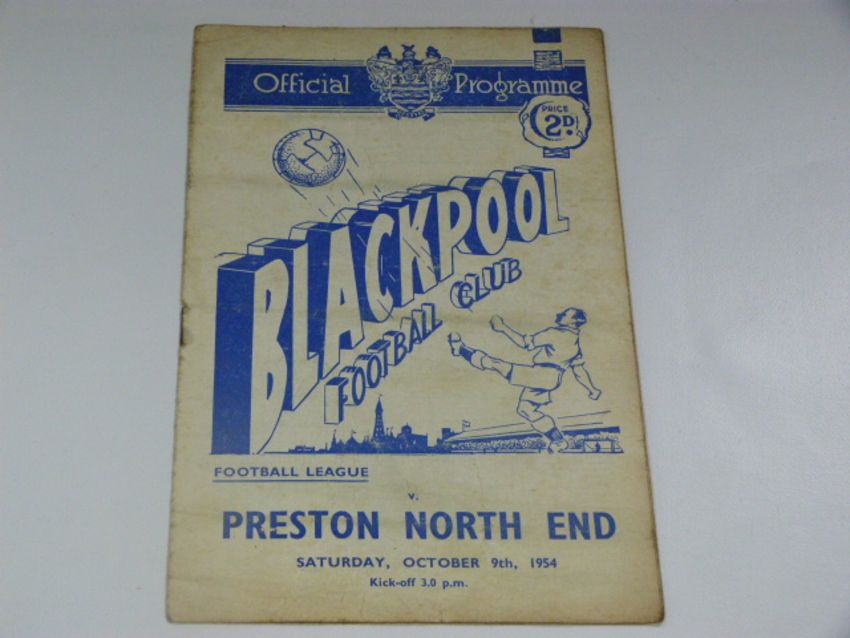 Official Programme
PRICE
2D.
BLACKPOOL
FOOTBALL CLUB
FOOTBALL LEAGUE
v.
PRESTON NORTH END
SATURDAY, OCTOBER 9th, 1954
Kick-off 3.0 p.m.